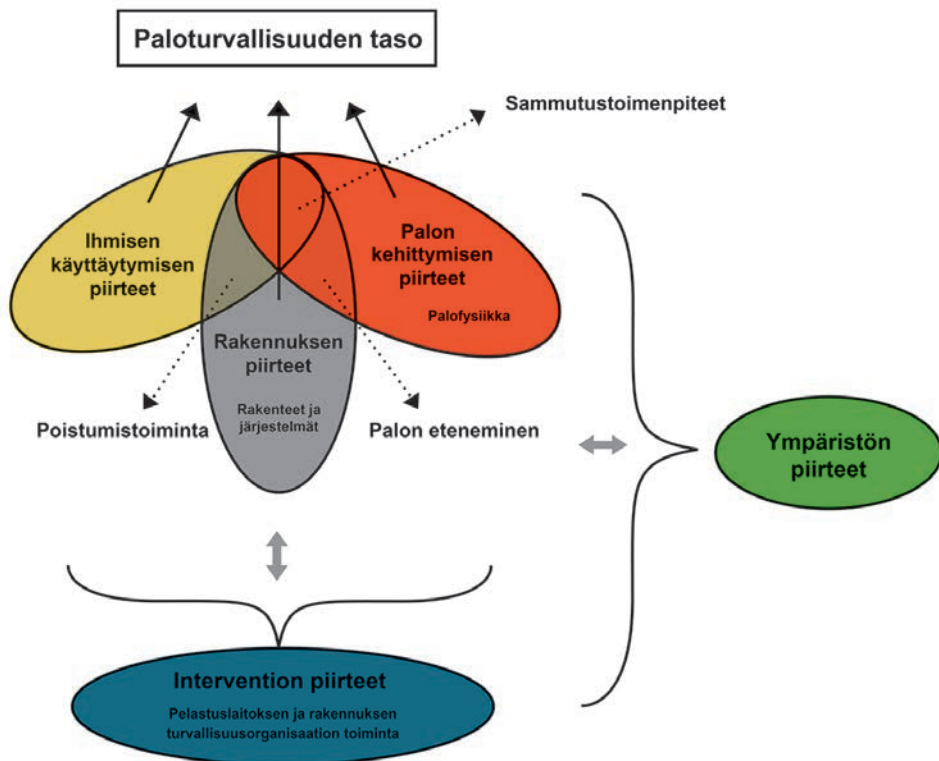 Paloturvallisuuden taso
Sammutustoimenpiteet
Ihmisen
käyttäytymisen
piirteet
Palon
kehittymisen
piirteet
Palofysiikka
Rakennuksen
piirteet
Rakenteet ja
järjestelmät
Poistumistoiminta
Palon eteneminen
Ympäristön
piirteet
Intervention piirteet
Pelastuslaitoksen ja rakennuksen
turvallisuusorganisaation toiminta